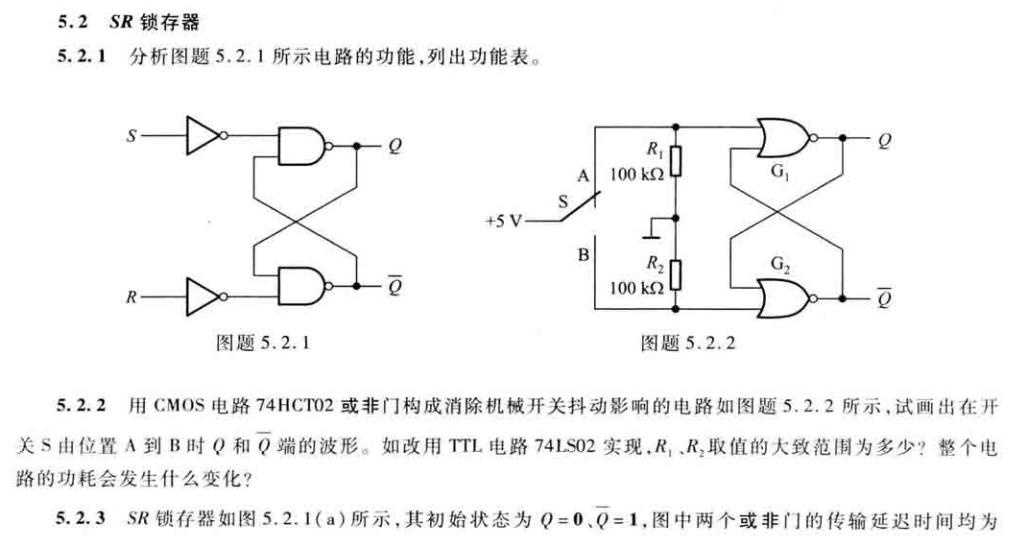 5.2 SR 锁存器
5.2.1 分析图题 5.2.1 所示电路的功能,列出功能表。
S
Q
R
Q̅
图题 5.2.1
+5 V
S
A
B
R₁
100 kΩ
R₂
100 kΩ
G₁
G₂
Q
Q̅
图题 5.2.2
5.2.2 用 CMOS 电路 74HCT02 或非门构成消除机械开关抖动影响的电路如图题 5.2.2 所示,试画出在开
关 S 由位置 A 到 B 时 Q 和 Q̅ 端的波形。如改用 TTL 电路 74LS02 实现,R₁、R₂取值的大致范围为多少? 整个电
路的功耗会发生什么变化?
5.2.3 SR 锁存器如图 5.2.1(a)所示,其初始状态为 Q=0、Q̅=1,图中两个或非门的传输延迟时间均为